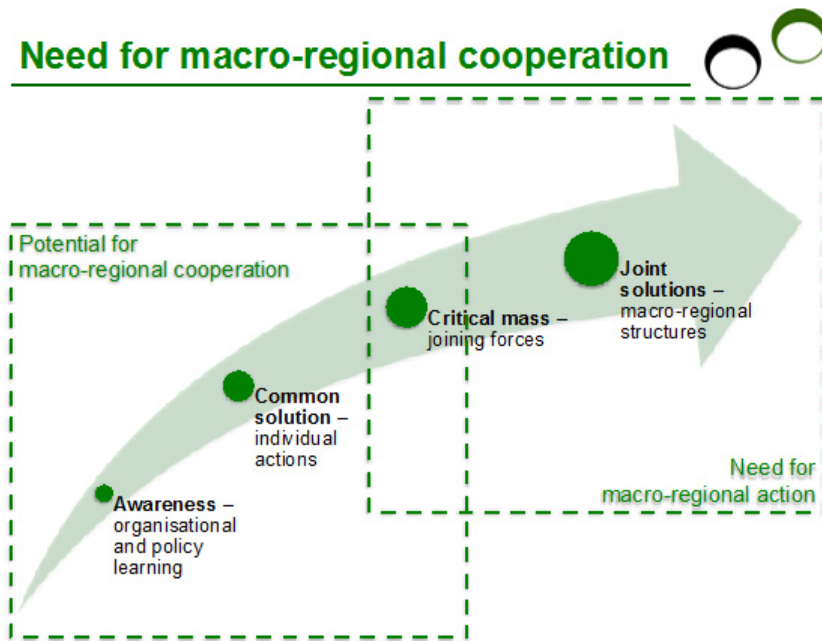 Need for macro-regional cooperation
Potential for
macro-regional cooperation
Joint
solutions –
macro-regional
structures
Critical mass –
joining forces
Common
solution –
individual
actions
Awareness –
organisational
and policy
learning
Need for
macro-regional action